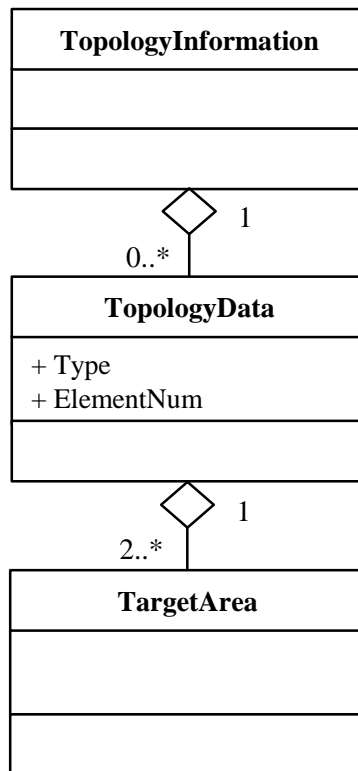 TopologyInformation
1
0..*
TopologyData
+ Type
+ ElementNum
1
2..*
TargetArea